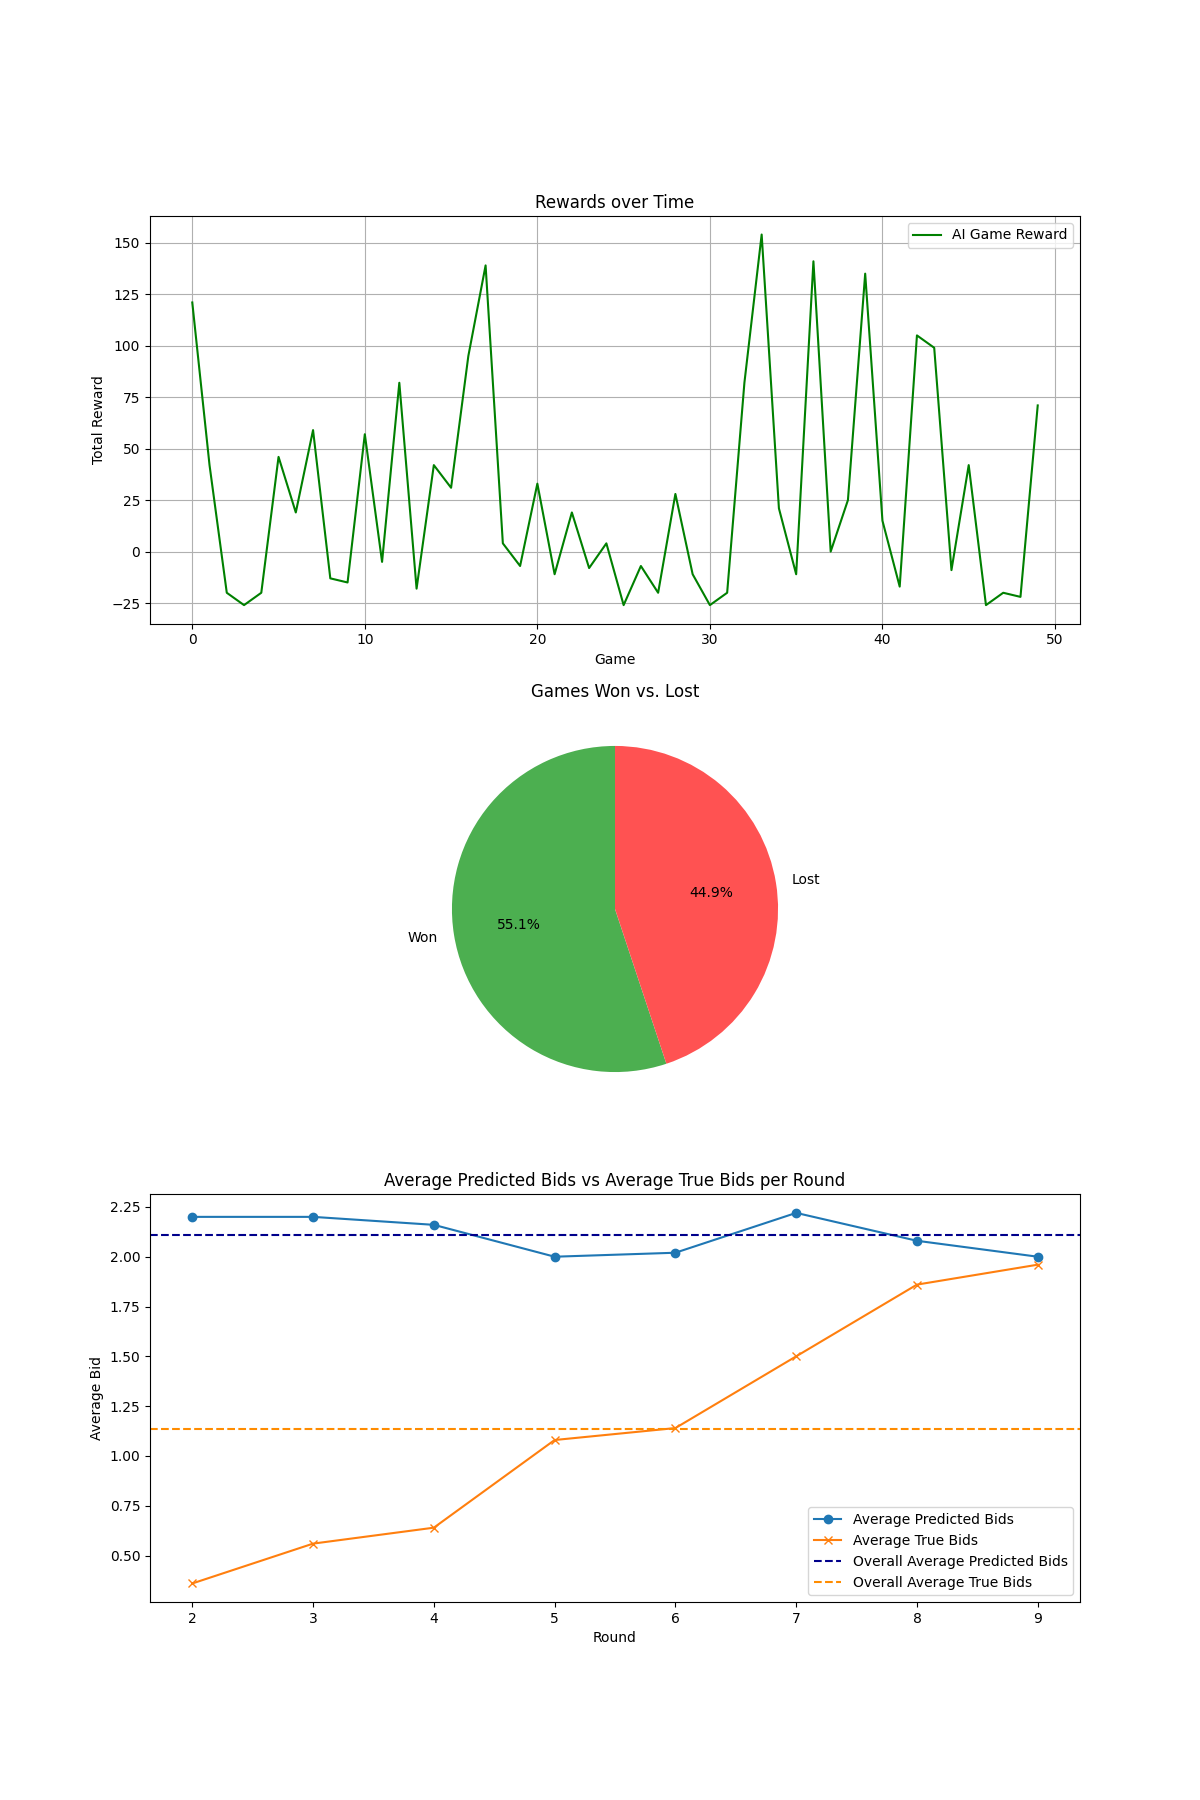 Rewards over Time
AI Game Reward
150
125
100
75
50
25
0
−25
Total Reward
0 10 20 30 40 50
Game
Games Won vs. Lost
44.9%
Lost
55.1%
Won
Average Predicted Bids vs Average True Bids per Round
2.25
2.00
1.75
1.50
1.25
1.00
0.75
0.50
Average Bid
Average Predicted Bids
Average True Bids
Overall Average Predicted Bids
Overall Average True Bids
2 3 4 5 6 7 8 9
Round